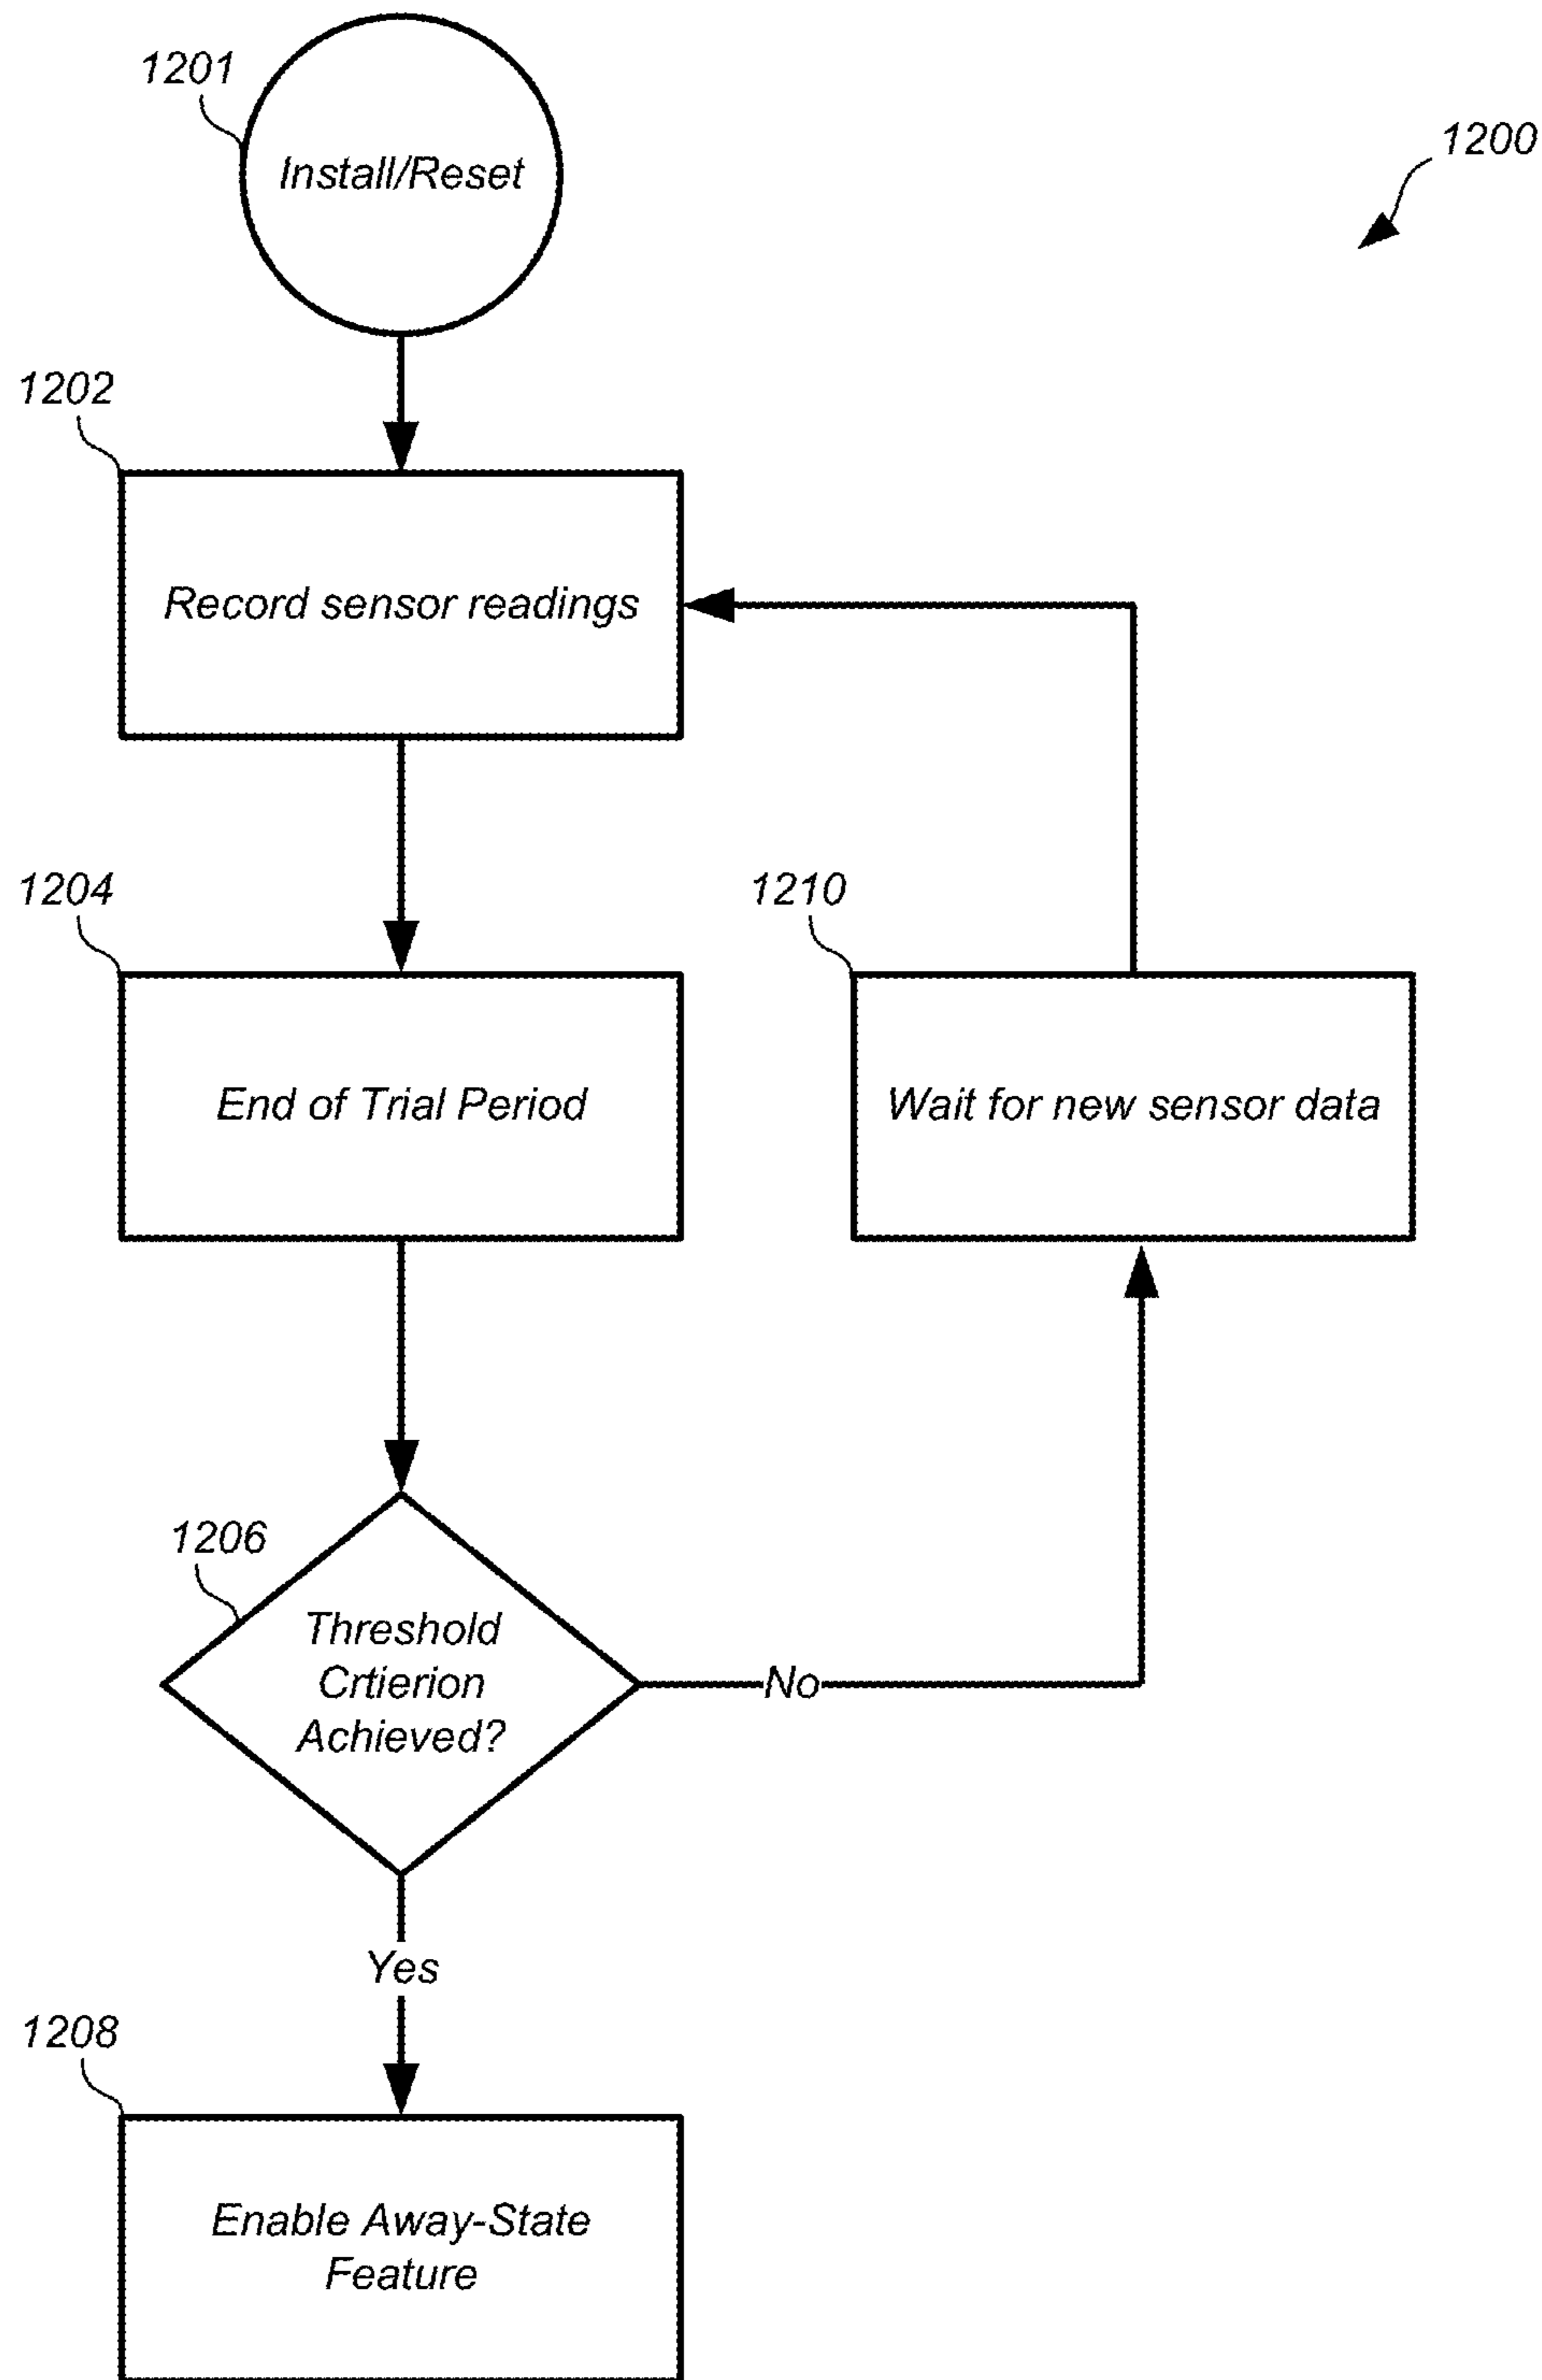 1201
Install/Reset
1200
1202
Record sensor readings
1204
End of Trial Period
1210
Wait for new sensor data
1206
Threshold
Crtierion
Achieved?
No
Yes
1208
Enable Away-State
Feature